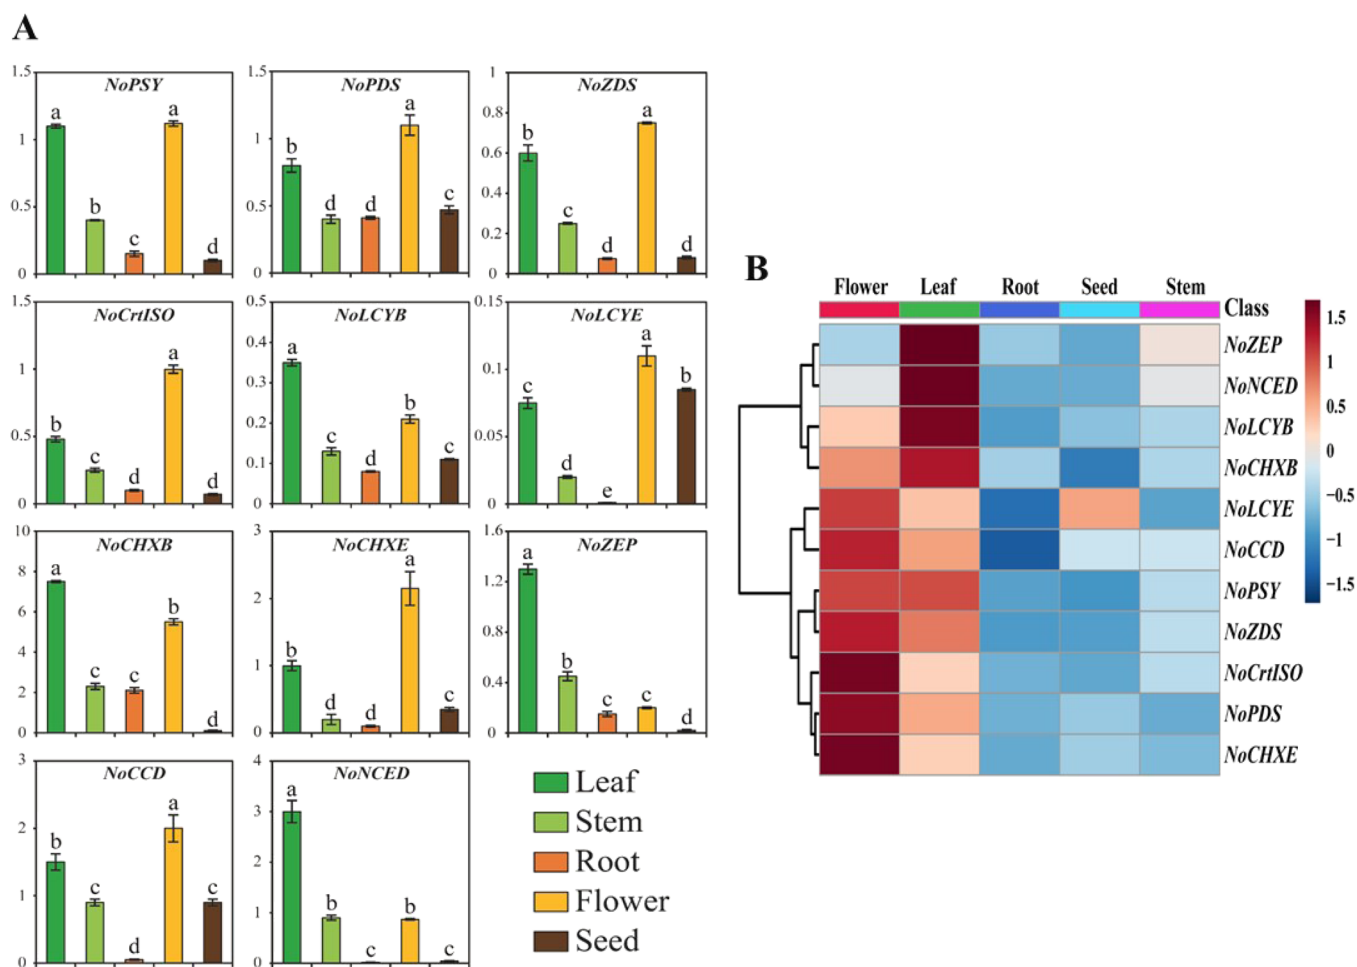 A
NoPSY
1.5
1
0.5
0
a
b
c
a
d
NoPDS
1.5
1
0.5
0
b
d
d
a
c
NoZDS
1
0.8
0.6
0.4
0.2
0
b
c
d
a
d
NoCrtISO
1.5
1
0.5
0
b
c
d
a
d
NoLCYB
0.5
0.4
0.3
0.2
0.1
0
a
c
d
b
c
NoLCYE
0.15
0.1
0.05
0
c
d
e
a
b
NoCHXB
10
8
6
4
2
0
a
c
c
b
d
NoCHXE
3
2
1
0
b
d
d
a
c
NoZEP
1.6
1.2
0.8
0.4
0
a
b
c
c
d
NoCCD
3
2
1
0
b
c
d
a
c
NoNCED
4
3
2
1
0
a
b
c
b
c
Leaf
Stem
Root
Flower
Seed
B
Flower Leaf Root Seed Stem
Class
NoZEP
NoNCED
NoLCYB
NoCHXB
NoLCYE
NoCCD
NoPSY
NoZDS
NoCrtISO
NoPDS
NoCHXE
1.5
1
0.5
0
−0.5
−1
−1.5